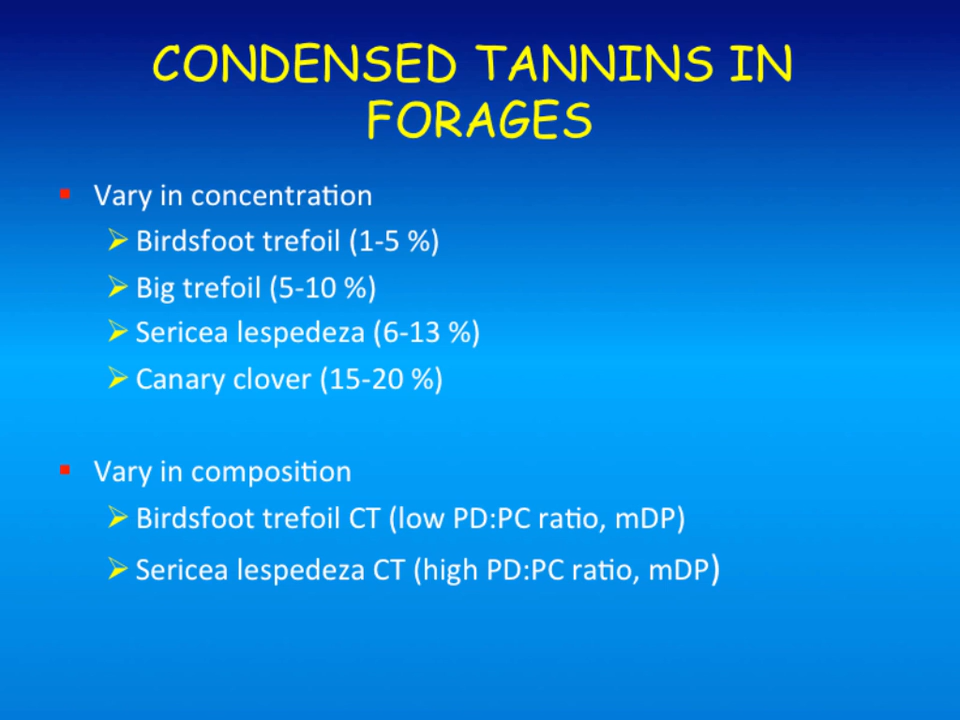 CONDENSED TANNINS IN
FORAGES
Vary in concentration
Birdsfoot trefoil (1-5 %)
Big trefoil (5-10 %)
Sericea lespedeza (6-13 %)
Canary clover (15-20 %)
Vary in composition
Birdsfoot trefoil CT (low PD:PC ratio, mDP)
Sericea lespedeza CT (high PD:PC ratio, mDP)